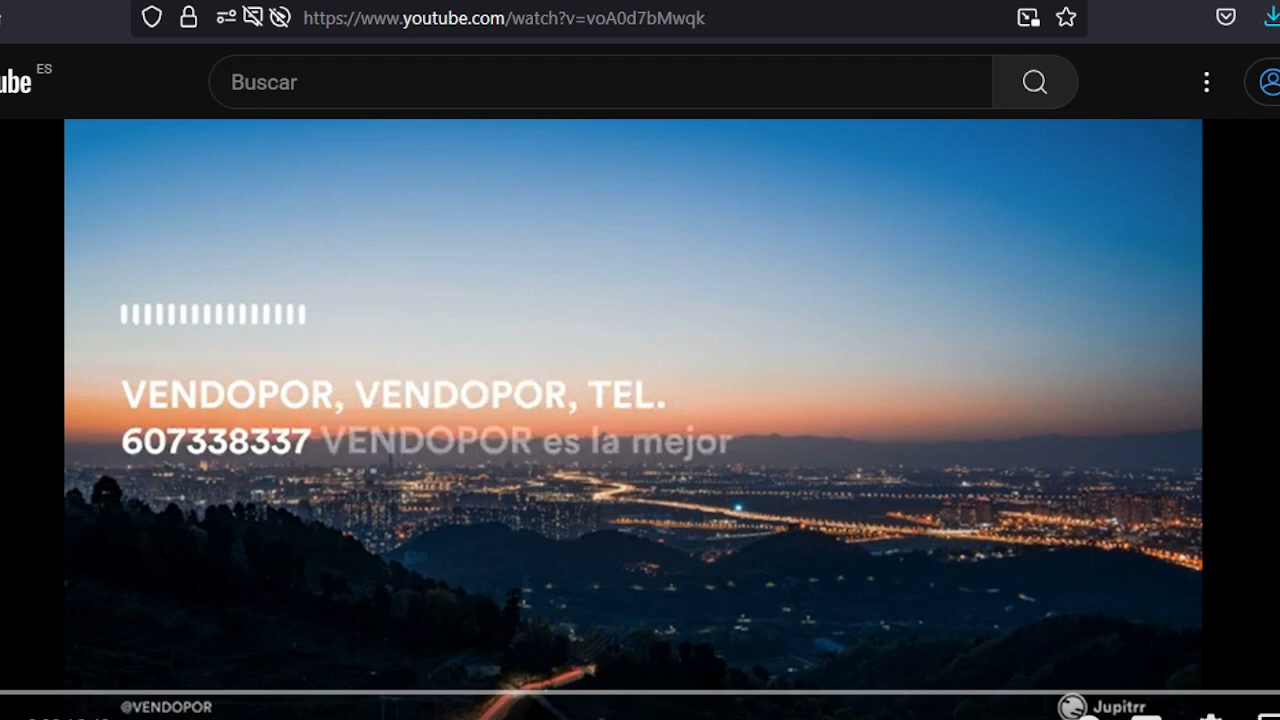 https://www.youtube.com/watch?v=voA0d7bMwqk
ube ES
Buscar
VENDOPOR, VENDOPOR, TEL.
607338337 VENDOPOR es la mejor
@VENDOPOR
Jupitrr